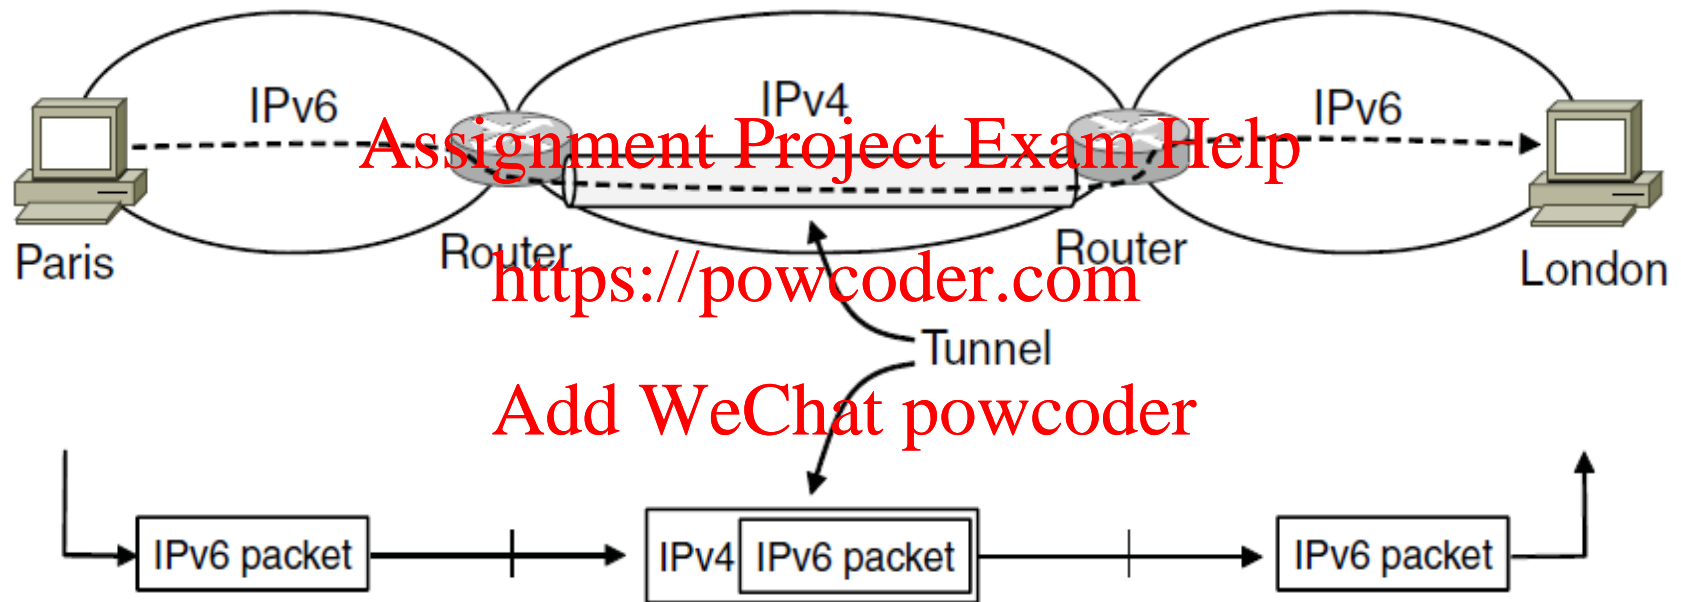 IPv6
IPv4
IPv6
Assignment Project Exam Help
Paris
Router
Router
London
https://powcoder.com
Tunnel
Add WeChat powcoder
IPv6 packet
IPv4
IPv6 packet
IPv6 packet